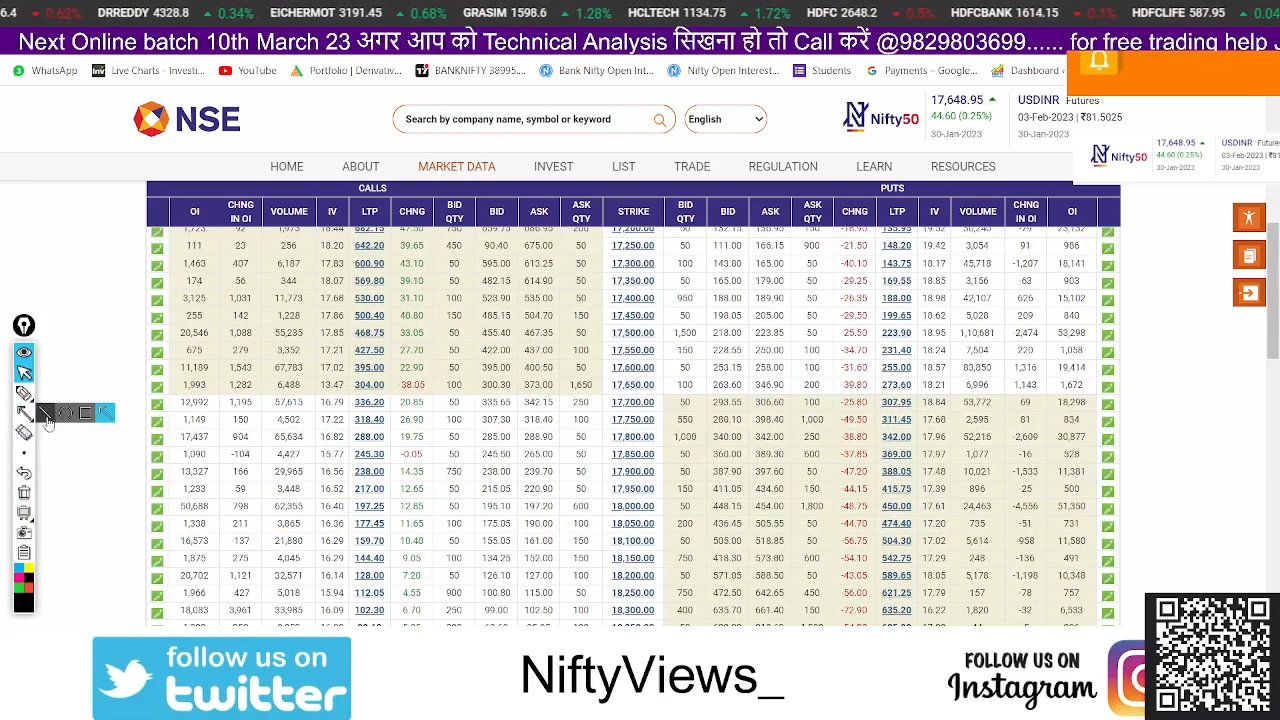 6.4 0.62% DRREDDY 4328.8 0.34% EICHERMOT 3191.45 0.68% GRASIM 1598.6 1.28% HCLTECH 1134.75 1.72% HDFC 2648.2 0.5% HDFCBANK 1614.15 0.1% HDFCLIFE 587.95 0.04
Next Online batch 10th March 23 अगर आप को Technical Analysis सिखना हो तो Call करें @9829803699...... for free trading help
WhatsApp Live Charts - Investi... YouTube Portfolio | Derivativ... BANKNIFTY 38995... Bank Nifty Open Int... Nifty Open Interest... Students Payments – Google... Dashboard
NSE
Search by company name, symbol or keyword
English
Nifty50
17,648.95
44.60 (0.25%)
30-Jan-2023
USDINR Futures
03-Feb-2023 | ₹81.5025
30-Jan-2023
Nifty50
17,648.95
44.60 (0.25%)
30-Jan-2023
USDINR Futures
03-Feb-2023 | ₹81
30-Jan-2023
HOME ABOUT MARKET DATA INVEST LIST TRADE REGULATION LEARN RESOURCES
CALLS PUTS
OI CHNG IN OI VOLUME IV LTP CHNG BID QTY BID ASK ASK QTY STRIKE BID QTY BID ASK ASK QTY CHNG LTP IV VOLUME CHNG IN OI OI
111 23 256 18.20 642.20 39.65 450 90.40 675.00 50 17,250.00 50 111.00 166.15 900 -21.50 148.20 19.42 3,054 91 986
1,463 407 6,187 17.83 600.90 43.10 50 595.00 50 17,300.00 100 143.80 165.00 50 -40.10 143.75 18.17 45,718 -1,207 18,141
174 56 344 18.07 569.80 39.10 50 482.15 50 17,350.00 50 165.00 179.00 50 -29.25 169.55 18.85 3,156 -63 903
3,125 1,031 11,773 17.68 530.00 31.10 100 523.90 50 17,400.00 950 188.00 189.90 50 -26.35 188.00 18.98 42,107 626 15,102
255 142 1,228 17.86 500.40 40.80 150 485.15 150 17,450.00 50 198.05 205.00 50 -29.50 199.65 18.62 5,028 209 840
20,546 1,088 55,235 17.85 468.75 33.05 50 455.40 467.35 50 17,500.00 1,500 218.00 223.85 50 -25.50 223.90 18.95 1,10,681 -2,474 53,298
675 279 3,352 17.21 427.50 27.70 50 422.00 437.00 100 17,550.00 150 228.55 250.00 100 -34.70 231.40 18.24 7,504 220 1,058
11,189 1,543 67,783 17.02 395.00 22.90 50 395.00 400.50 50 17,600.00 50 253.15 258.00 100 -31.60 255.00 18.57 83,850 1,316 19,414
1,993 1,282 6,488 13.47 304.00 -38.05 100 300.30 373.00 1,650 17,650.00 100 263.60 346.90 200 39.80 273.60 18.21 6,996 1,143 1,672
12,992 1,195 57,615 16.79 336.20 20.85 50 335.65 342.15 250 17,700.00 50 293.55 306.60 100 -25.80 307.95 18.84 53,772 69 18,298
1,149 150 4,502 17.22 318.40 26.90 100 307.30 318.40 100 17,750.00 550 280.10 398.40 1,000 -49.50 311.45 17.68 2,595 81 834
17,437 904 65,634 16.82 288.00 19.75 50 285.00 288.90 50 17,800.00 1,000 340.00 342.00 250 -38.80 342.00 17.96 52,216 -2,609 30,877
1,090 -104 4,427 15.77 245.30 -0.05 50 245.50 265.00 50 17,850.00 50 360.00 389.30 600 -37.85 369.00 17.97 1,077 -16 528
13,327 166 29,965 16.56 238.00 14.35 750 238.00 239.70 50 17,900.00 50 387.90 397.60 50 -47.20 388.05 17.48 10,021 -1,533 11,381
1,233 59 3,448 16.52 217.00 50 215.05 220.90 50 17,950.00 150 411.05 434.60 150 -44.15 415.75 17.39 896 -25 500
50,688 798 62,355 16.40 197.25 12.85 50 195.10 197.20 600 18,000.00 50 448.15 454.00 1,800 -48.75 450.00 17.61 24,463 -4,556 51,350
1,338 211 3,865 16.36 177.45 11.65 100 175.05 190.00 100 18,050.00 200 436.45 505.55 50 -44.70 474.40 17.20 735 -51 731
16,573 -137 21,880 16.29 159.70 10.40 50 155.05 161.00 150 18,100.00 50 505.00 518.85 50 -56.75 504.30 17.02 5,614 -958 11,580
1,875 275 4,045 16.29 144.40 9.05 100 134.25 152.00 150 18,150.00 750 418.30 573.80 600 -54.10 542.75 17.29 248 -136 491
20,702 1,121 32,571 16.14 128.00 7.20 50 126.10 127.00 100 18,200.00 50 571.05 588.50 50 -43.05 589.65 18.05 5,178 -1,198 10,348
1,966 427 5,018 15.94 112.05 4.55 900 100.80 115.00 50 18,250.00 750 472.50 642.65 450 -56.00 621.25 17.79 157 -78 757
18,083 3,961 33,985 16.09 102.30 6.70 250 99.00 102.50 100 18,300.00 400 635.70 661.40 150 635.20 16.22 1,820 -32 6,533
follow us on
twitter
NiftyViews_
FOLLOW US ON
Instagram